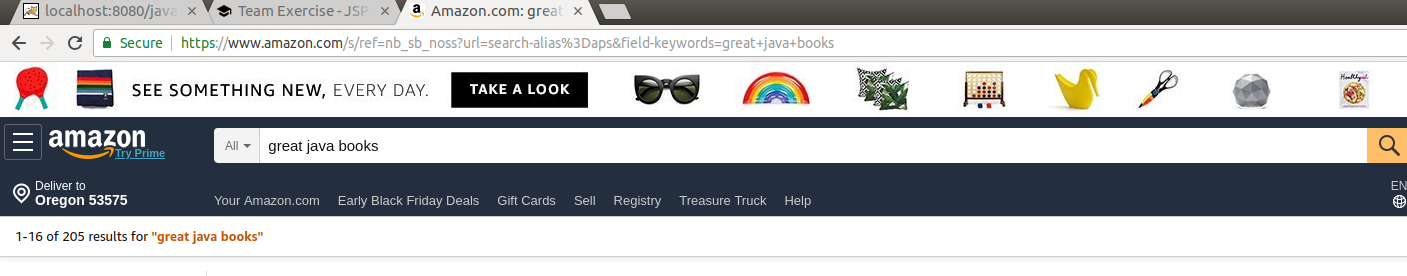 localhost:8080/java
Team Exercise - JSP
Amazon.com: great
Secure https://www.amazon.com/s/ref=nb_sb_noss?url=search-alias%3Daps&field-keywords=great+java+books
SEE SOMETHING NEW, EVERY DAY. TAKE A LOOK
Healthyish
amazon
Try Prime
All great java books
Deliver to
Oregon 53575
Your Amazon.com Early Black Friday Deals Gift Cards Sell Registry Treasure Truck Help
EN
1-16 of 205 results for "great java books"